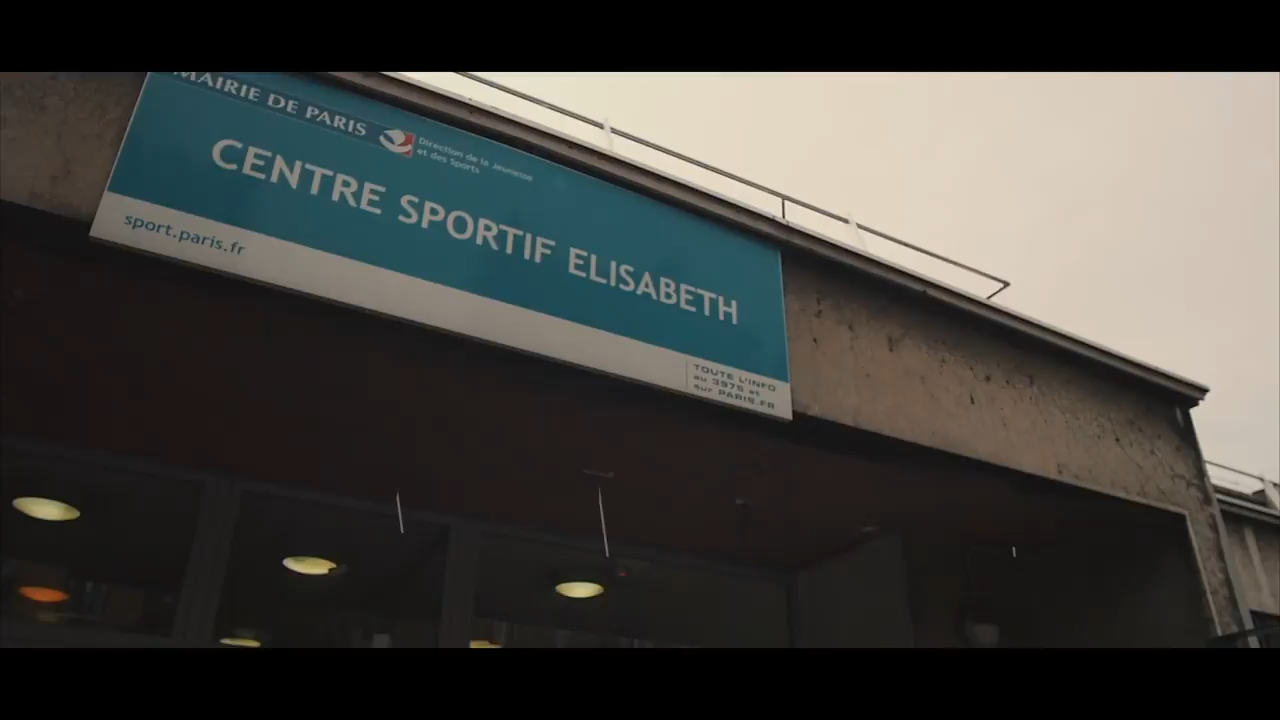 MAIRIE DE PARIS
Direction de la Jeunesse
et des Sports
CENTRE SPORTIF ELISABETH
sport.paris.fr
TOUTE L'INFO
au 3975 et
sur PARIS.FR